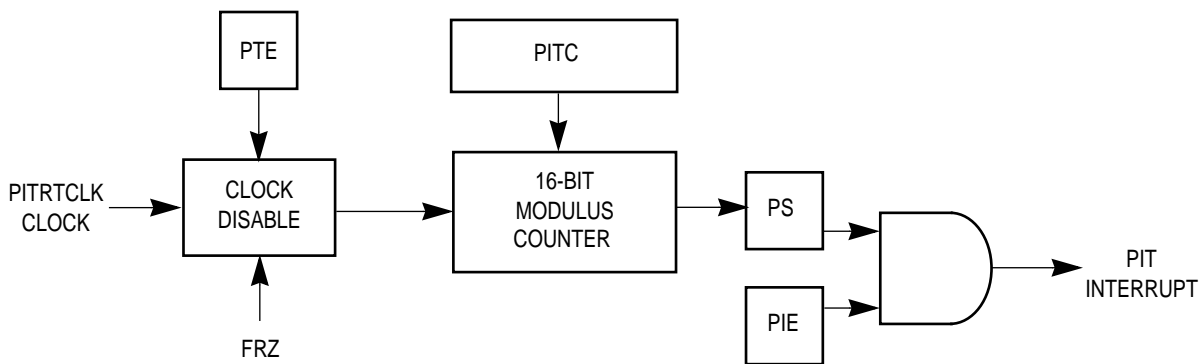 PTE
PITC
PITRTCLK
CLOCK
CLOCK
DISABLE
16-BIT
MODULUS
COUNTER
PS
PIE
PIT
INTERRUPT
FRZ